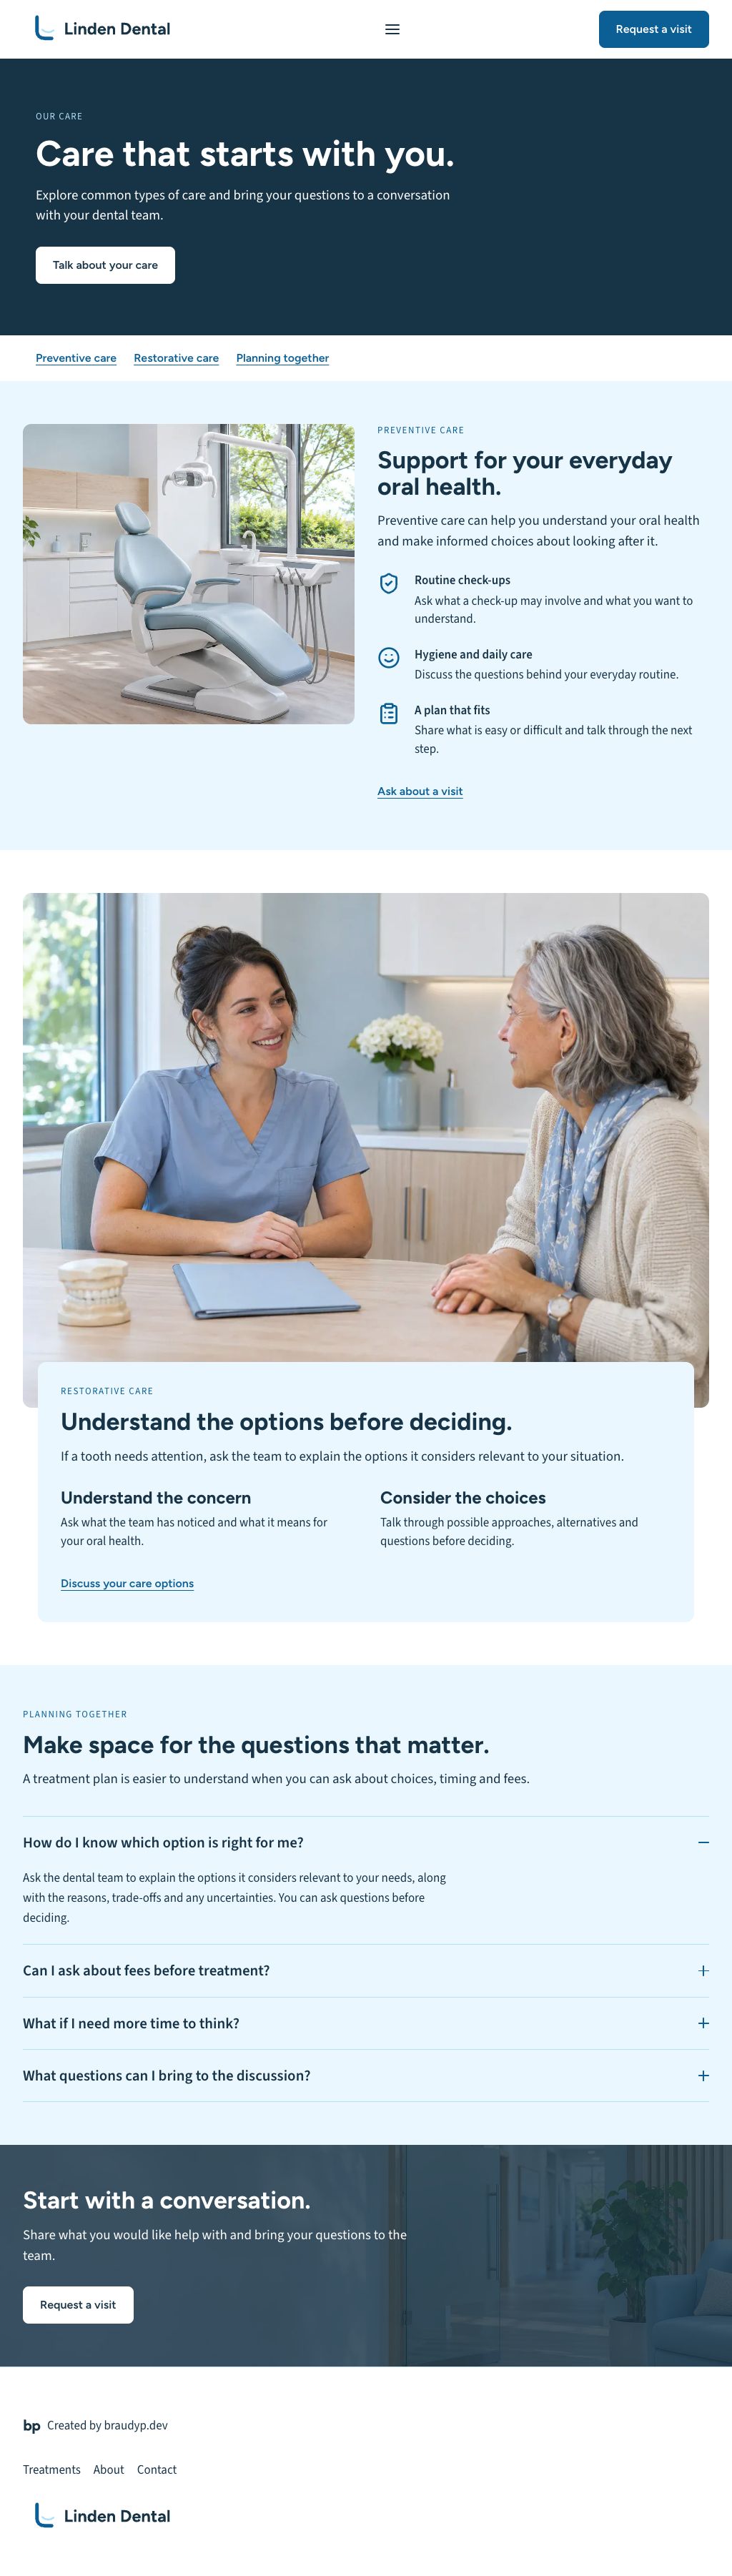 Linden Dental
Request a visit
OUR CARE
Care that starts with you.
Explore common types of care and bring your questions to a conversation
with your dental team.
Talk about your care
Preventive care
Restorative care
Planning together
PREVENTIVE CARE
Support for your everyday
oral health.
Preventive care can help you understand your oral health
and make informed choices about looking after it.
Routine check-ups
Ask what a check-up may involve and what you want to
understand.
Hygiene and daily care
Discuss the questions behind your everyday routine.
A plan that fits
Share what is easy or difficult and talk through the next
step.
Ask about a visit
RESTORATIVE CARE
Understand the options before deciding.
If a tooth needs attention, ask the team to explain the options it considers relevant to your situation.
Understand the concern
Ask what the team has noticed and what it means for
your oral health.
Consider the choices
Talk through possible approaches, alternatives and
questions before deciding.
Discuss your care options
PLANNING TOGETHER
Make space for the questions that matter.
A treatment plan is easier to understand when you can ask about choices, timing and fees.
How do I know which option is right for me?
Ask the dental team to explain the options it considers relevant to your needs, along
with the reasons, trade-offs and any uncertainties. You can ask questions before
deciding.
Can I ask about fees before treatment?
What if I need more time to think?
What questions can I bring to the discussion?
Start with a conversation.
Share what you would like help with and bring your questions to the
team.
Request a visit
bp Created by braudyp.dev
Treatments
About
Contact
Linden Dental